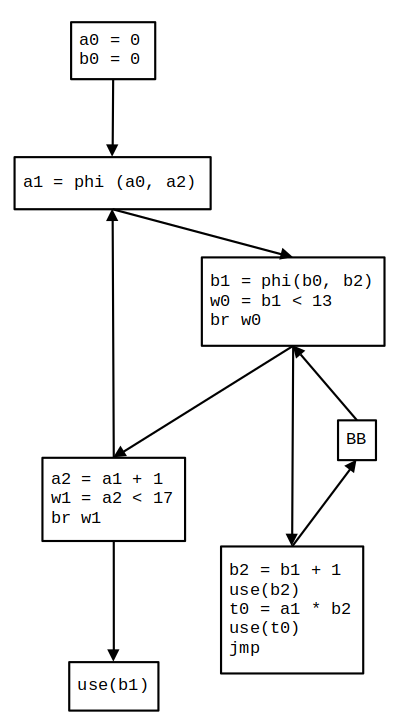 a0 = 0
b0 = 0
a1 = phi (a0, a2)
b1 = phi(b0, b2)
w0 = b1 < 13
br w0
BB
a2 = a1 + 1
w1 = a2 < 17
br w1
b2 = b1 + 1
use(b2)
t0 = a1 * b2
use(t0)
jmp
use(b1)